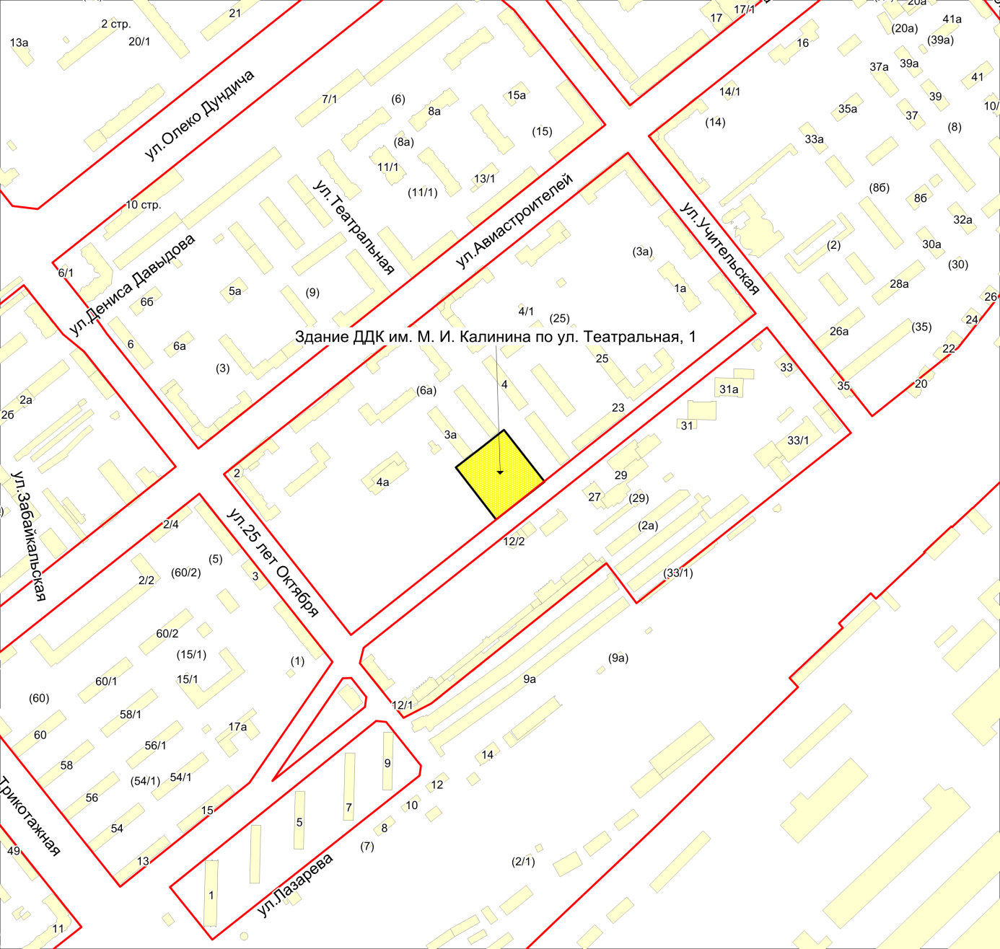 21
2 стр.
20/1
13а
ул.Олеко Дундича
7/1
(6)
8а
15а
(15)
(8а)
11/1
(11/1)
13/1
17
17/1
20а
(20а)
41а
(39а)
16
37а
39а
41
39
14/1
35а
37
(14)
(8)
33а
10 стр.
ул.Театральная
ул.Авиастроителей
ул.Учительская
(8б)
8б
32а
30а
(30)
(2)
28а
26
24
(35)
26а
22
20
35
6/1
ул.Дениса Давыдова
6б
5а
(9)
6
6а
(3)
(3а)
1а
4/1
(25)
Здание ДДК им. М. И. Калинина по ул. Театральная, 1
25
4
(6а)
23
3а
33
31а
31
33/1
2а
2б
2
4а
29
27
(29)
(2а)
12/2
(33/1)
ул.Забайкальская
2/4
ул.25 лет Октября
(5)
(60/2)
3
2/2
60/2
(15/1)
15/1
(1)
60/1
(60)
58/1
17а
60
56/1
58
(54/1)
54/1
56
15
54
13
Трикотажная
49
11
12/1
9а
(9а)
14
12
10
8
(7)
9
7
5
1
ул.Лазарева
(2/1)